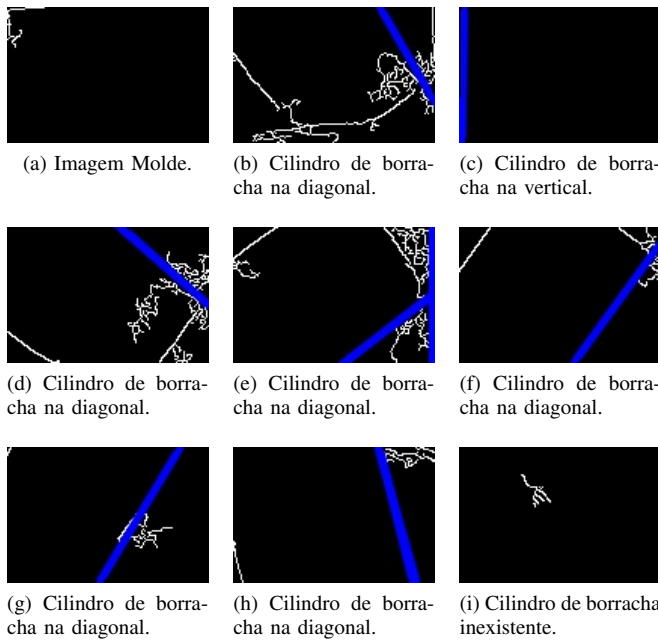 (a) Imagem Molde.
(b) Cilindro de borra-
cha na diagonal.
(c) Cilindro de borra-
cha na vertical.
(d) Cilindro de borra-
cha na diagonal.
(e) Cilindro de borra-
cha na diagonal.
(f) Cilindro de borra-
cha na diagonal.
(g) Cilindro de borra-
cha na diagonal.
(h) Cilindro de borra-
cha na diagonal.
(i) Cilindro de borracha
inexistente.